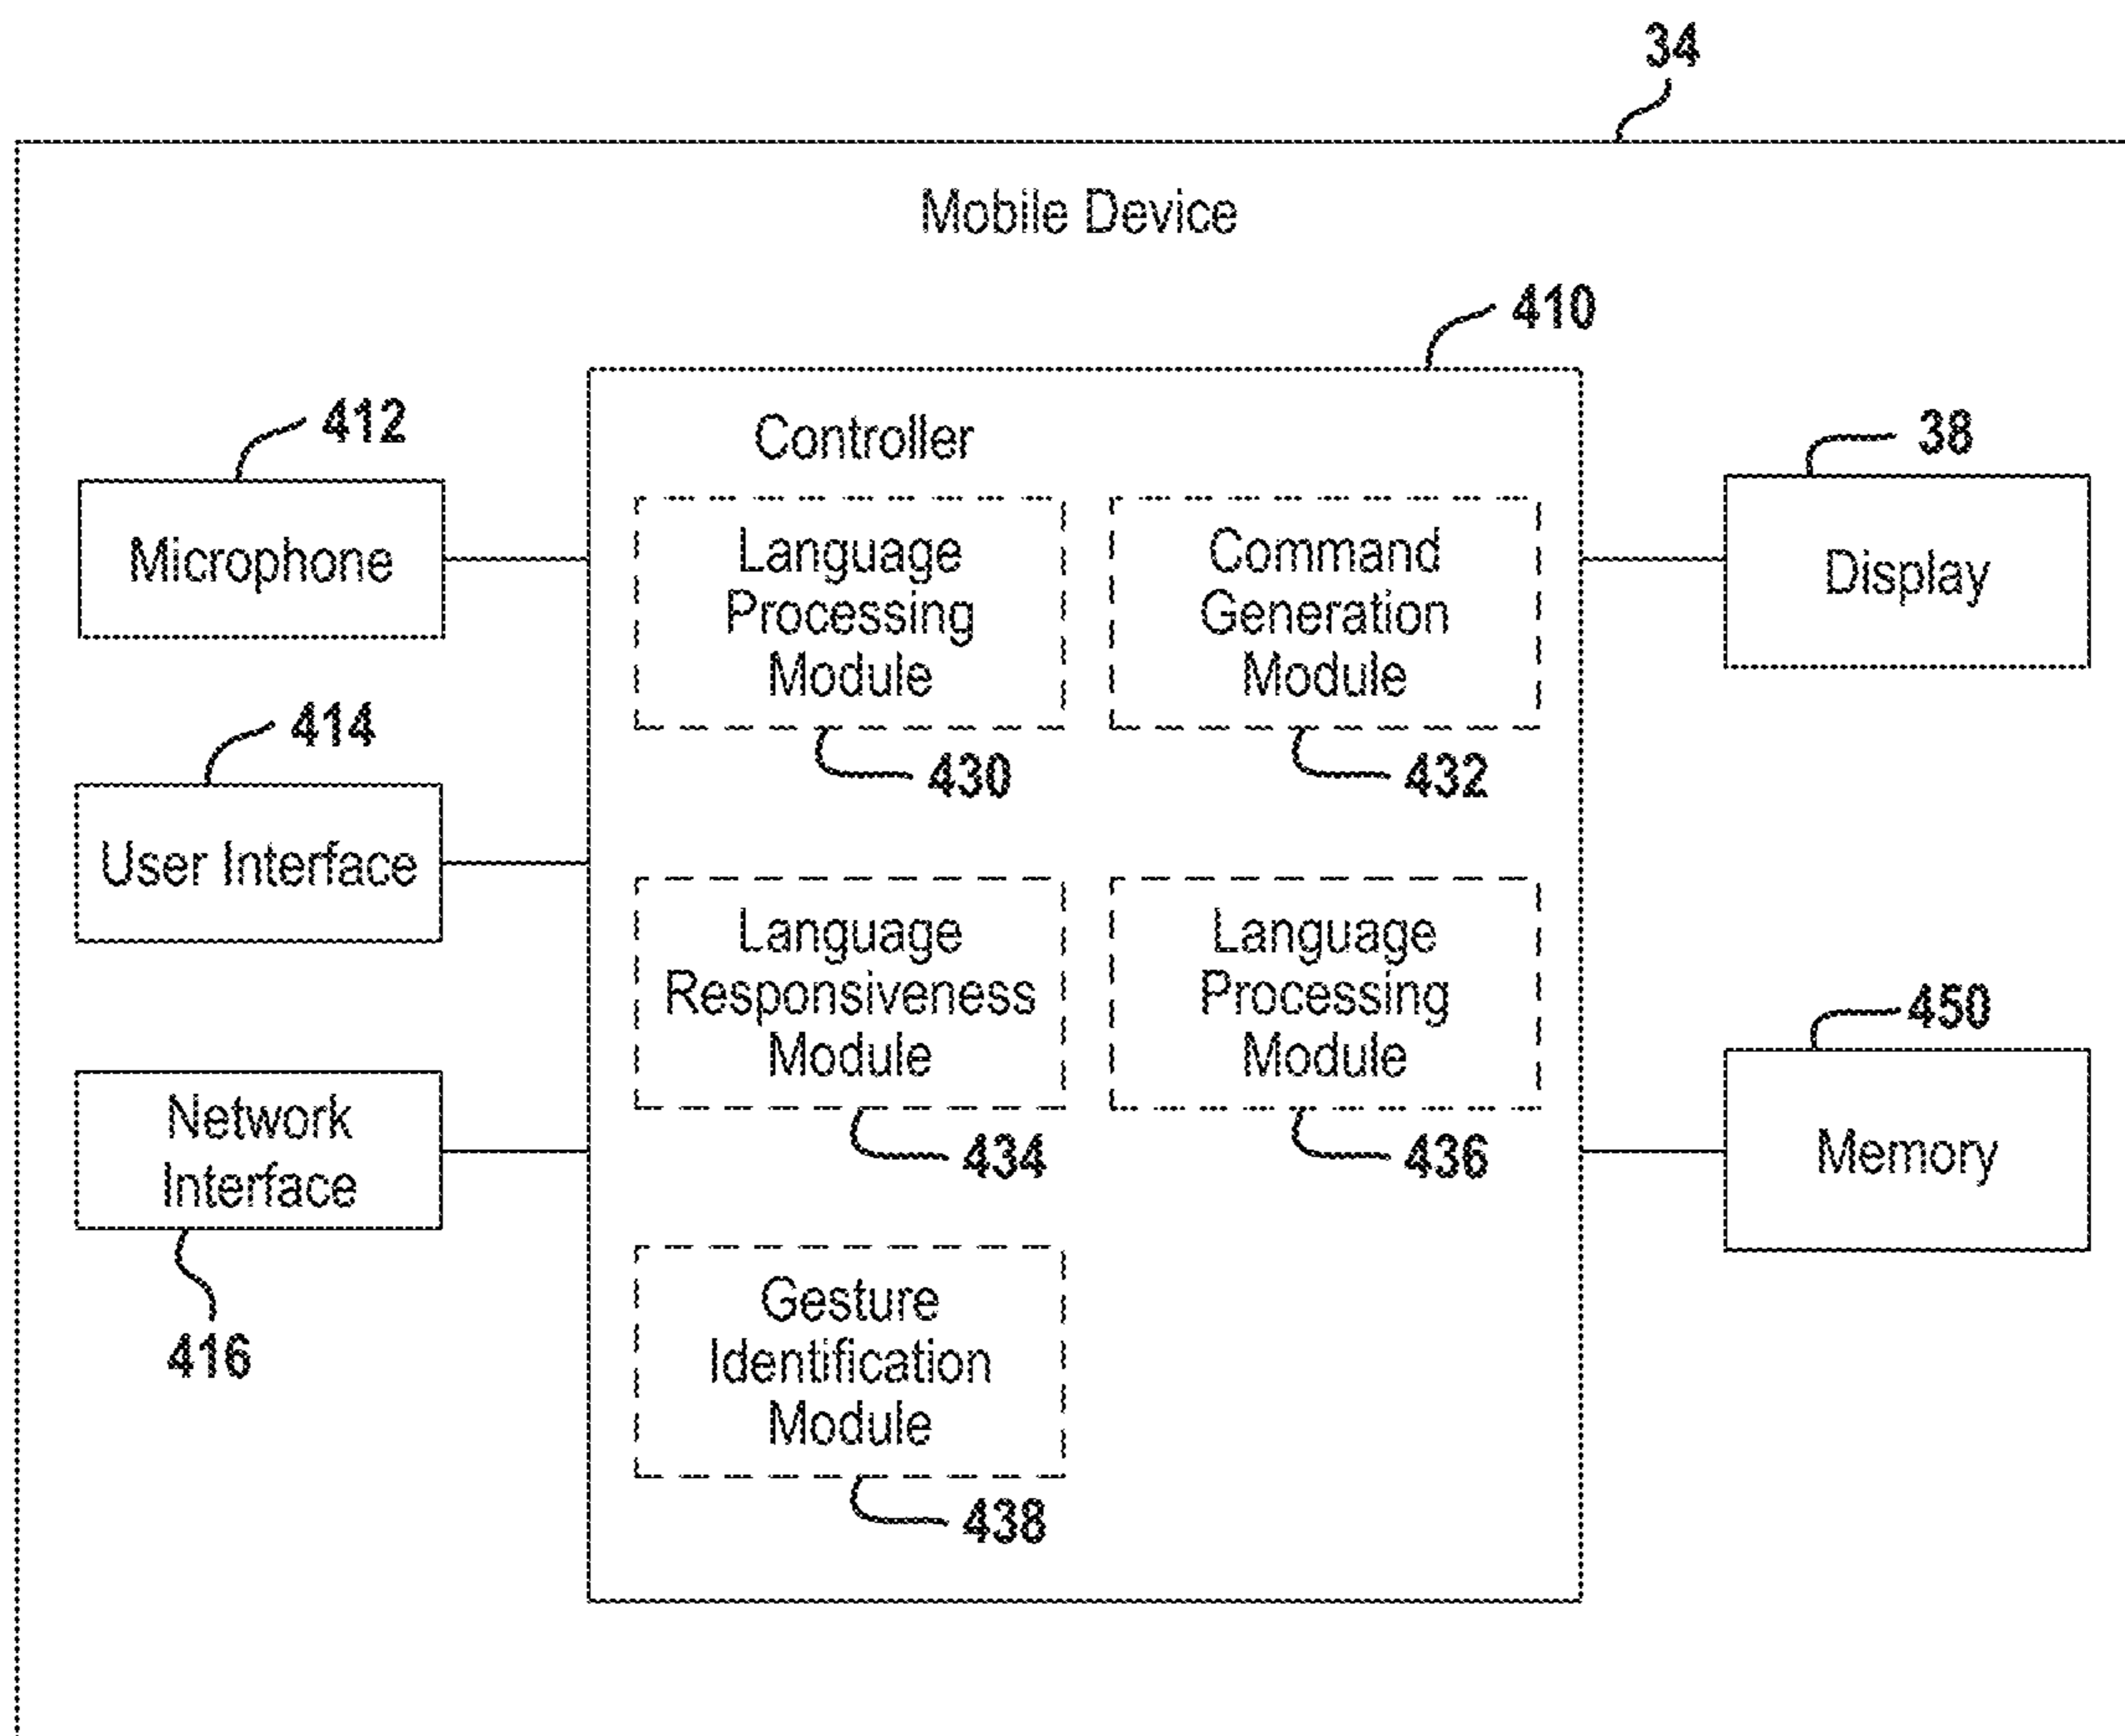 34
Mobile Device
410
412
Controller
38
Microphone
Language
Processing
Module
Command
Generation
Module
Display
414
430
432
User Interface
Language
Responsiveness
Module
Language
Processing
Module
450
Network
Interface
434
436
Memory
416
Gesture
Identification
Module
438